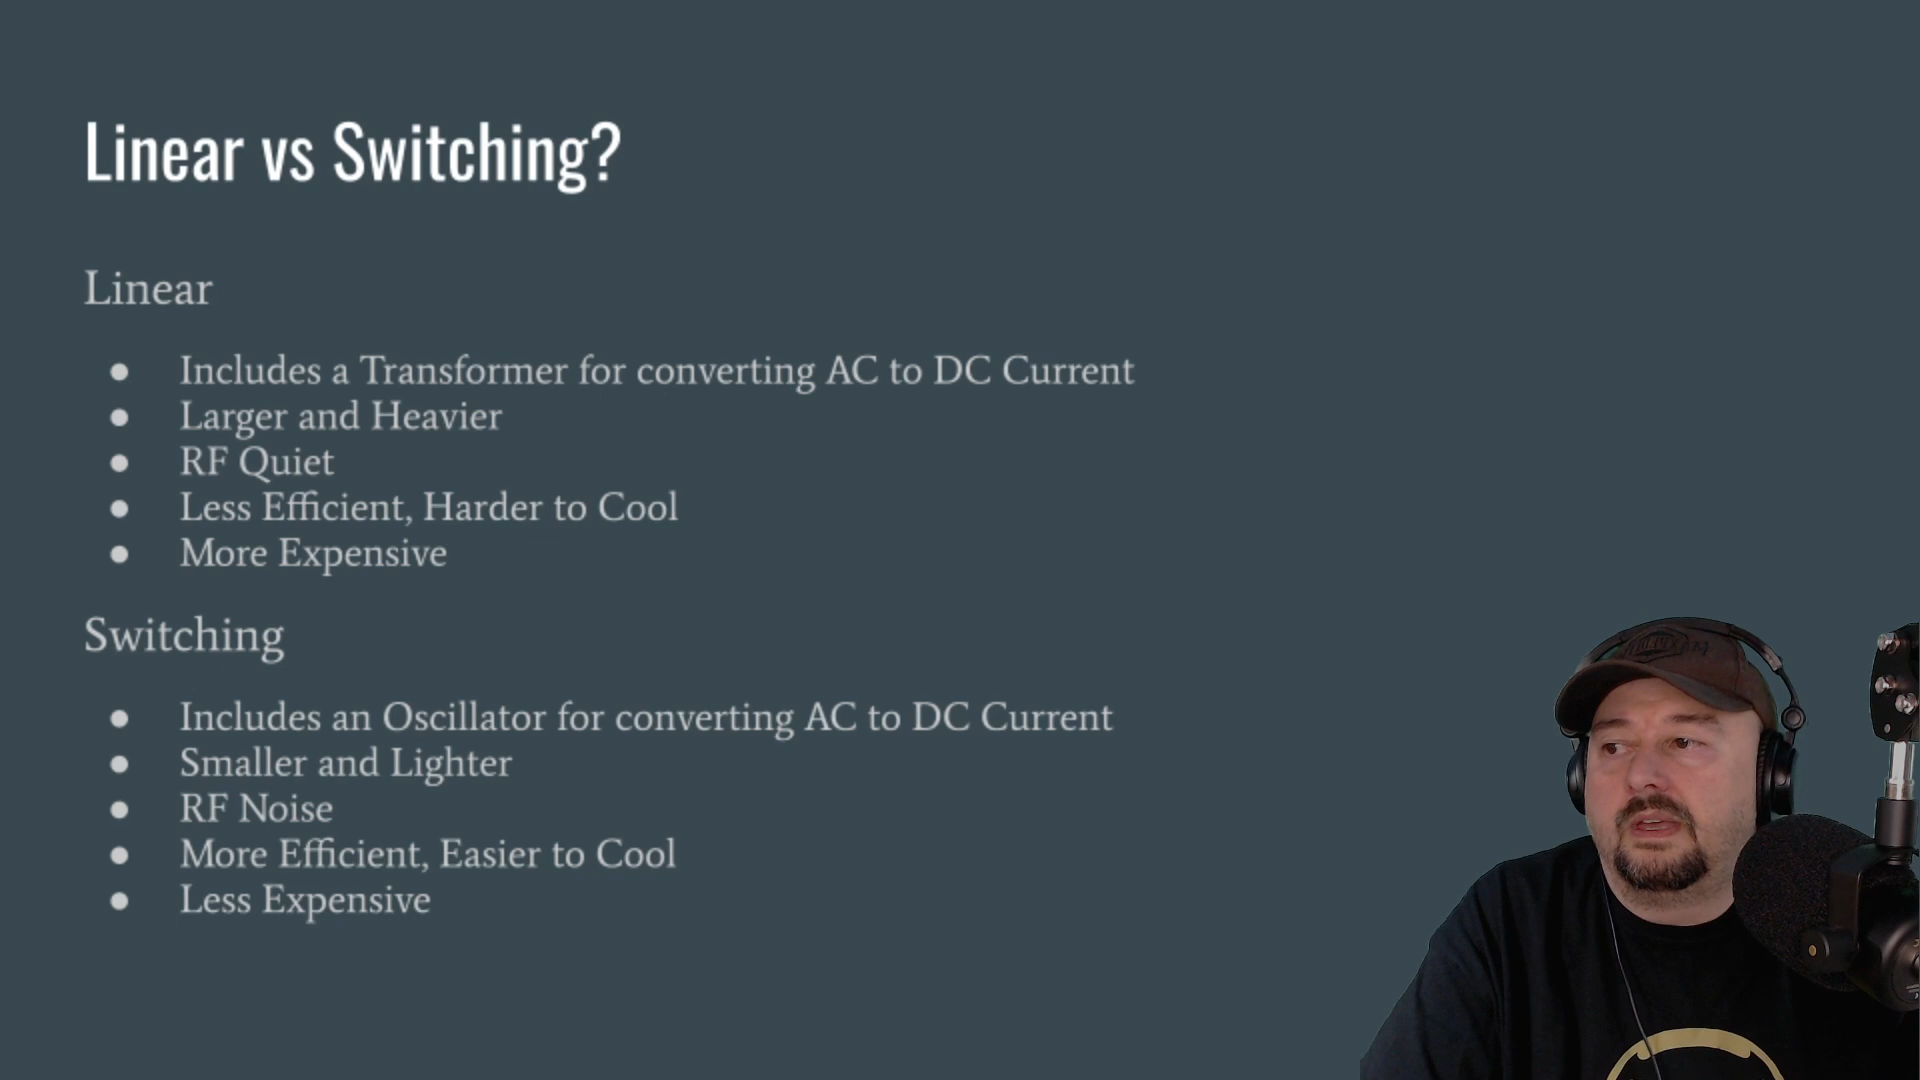 Linear vs Switching?
Linear
● Includes a Transformer for converting AC to DC Current
● Larger and Heavier
● RF Quiet
● Less Efficient, Harder to Cool
● More Expensive
Switching
● Includes an Oscillator for converting AC to DC Current
● Smaller and Lighter
● RF Noise
● More Efficient, Easier to Cool
● Less Expensive